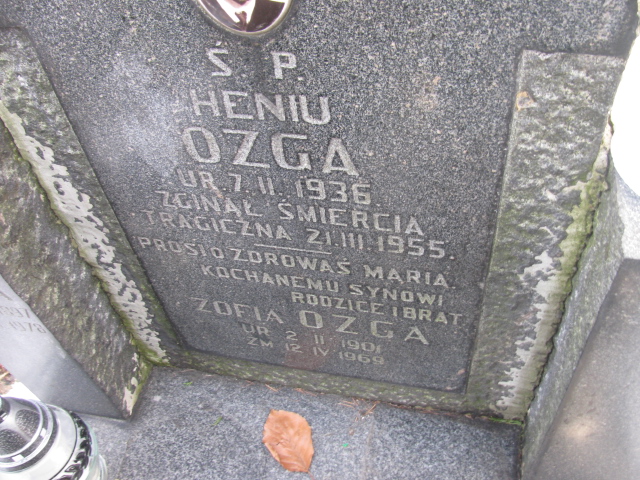 Ś P.
HENIU
OZGA
UR. 7 II. 1936.
ZGINĄŁ ŚMIERCIĄ
TRAGICZNĄ 21.III.1955.
PROSI O ZDROWAŚ MARIA.
KOCHANEMU SYNOWI
RODZICE I BRAT
ZOFIA OZGA
UR 2 II 1901
ZM 12 IV 1969
1978